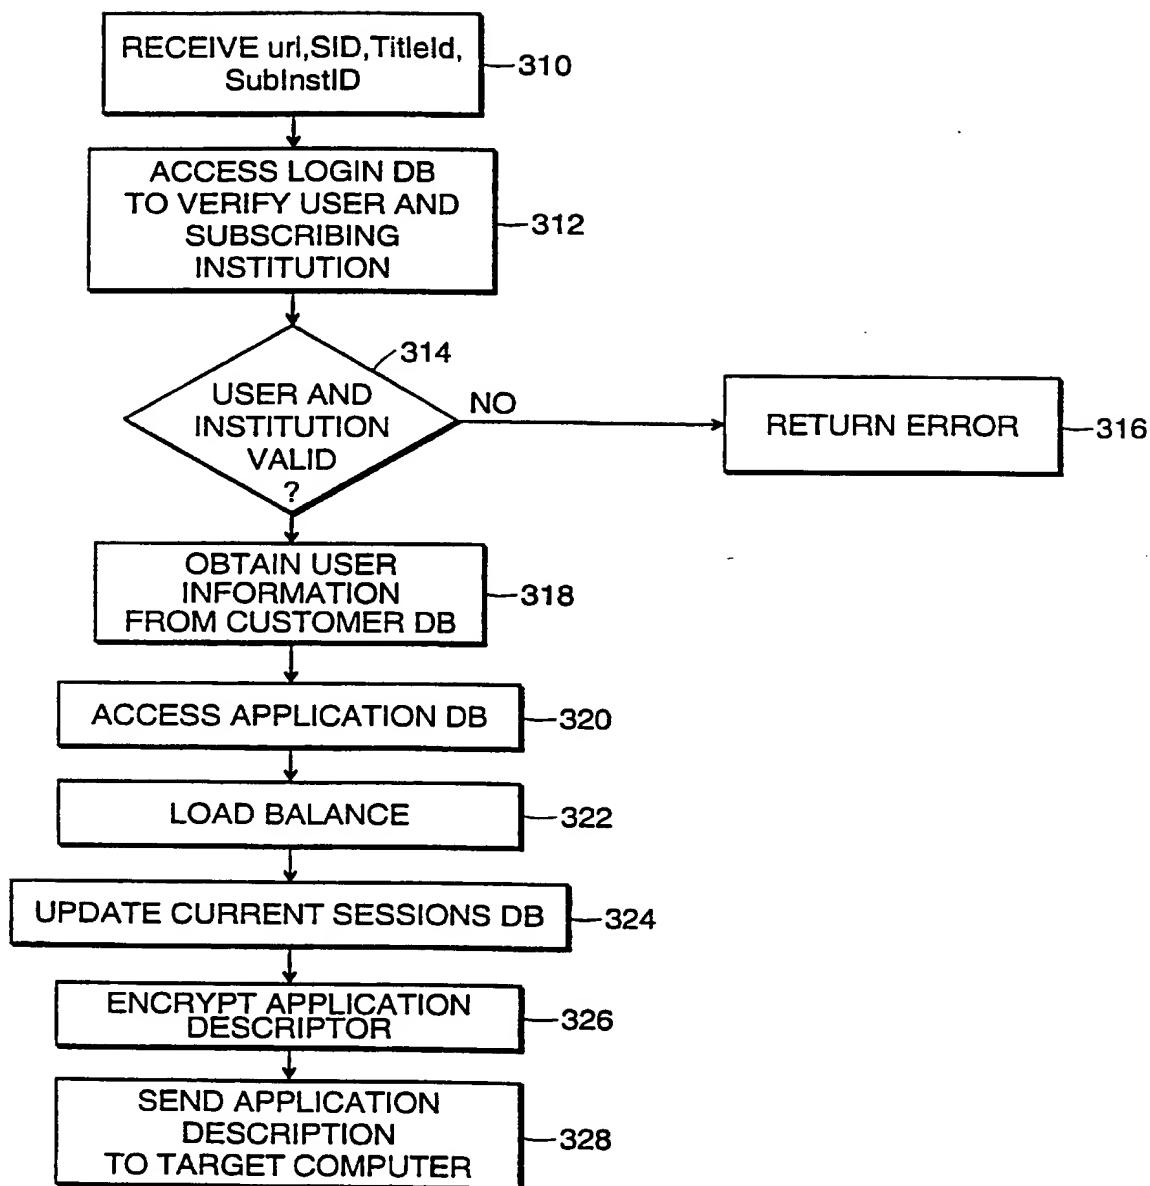 RECEIVE url,SID,TitleId,
SubInstID
310
ACCESS LOGIN DB
TO VERIFY USER AND
SUBSCRIBING
INSTITUTION
312
314
USER AND
INSTITUTION
VALID
?
NO
RETURN ERROR
316
OBTAIN USER
INFORMATION
FROM CUSTOMER DB
318
ACCESS APPLICATION DB
320
LOAD BALANCE
322
UPDATE CURRENT SESSIONS DB
324
ENCRYPT APPLICATION
DESCRIPTOR
326
SEND APPLICATION
DESCRIPTION
TO TARGET COMPUTER
328